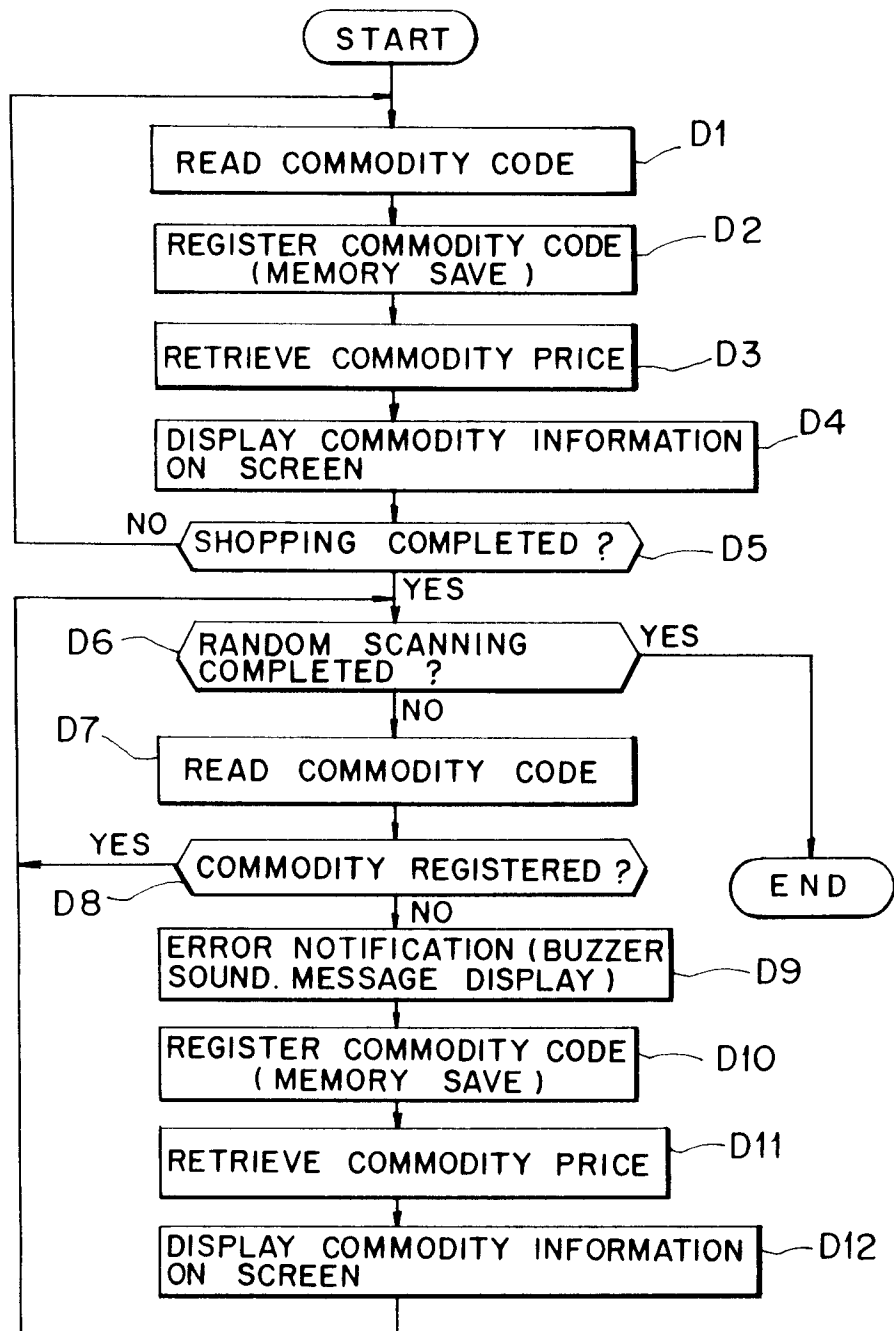 START
D1
READ COMMODITY CODE
D2
REGISTER COMMODITY CODE
(MEMORY SAVE)
D3
RETRIEVE COMMODITY PRICE
D4
DISPLAY COMMODITY INFORMATION
ON SCREEN
NO
SHOPPING COMPLETED ?
D5
YES
D6
RANDOM SCANNING
COMPLETED ?
YES
NO
D7
READ COMMODITY CODE
YES
COMMODITY REGISTERED ?
D8
END
NO
ERROR NOTIFICATION (BUZZER
SOUND. MESSAGE DISPLAY)
D9
REGISTER COMMODITY CODE
(MEMORY SAVE)
D10
RETRIEVE COMMODITY PRICE
D11
DISPLAY COMMODITY INFORMATION
ON SCREEN
D12